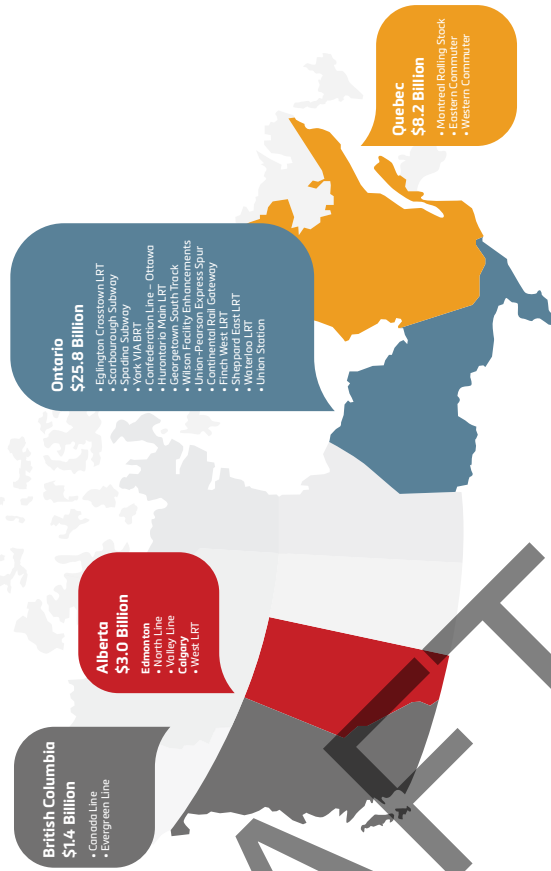 British Columbia
$1.4 Billion
• Canada Line
• Evergreen Line
Alberta
$3.0 Billion
Edmonton
• North Line
• Valley Line
Calgary
• West LRT
Ontario
$25.8 Billion
• Eglington Crosstown LRT
• Scarborough Subway
• Spadina Subway
• York VIA BRT
• Confederation Line – Ottawa
• Hurontario Main LRT
• Georgetown South Track
• Wilson Facility Enhancements
• Union-Pearson Express Spur
• Continental Rail Gateway
• Finch West LRT
• Sheppard East LRT
• Waterloo LRT
• Union Station
Quebec
$8.2 Billion
• Montreal Rolling Stock
• Eastern Commuter
• Western Commuter